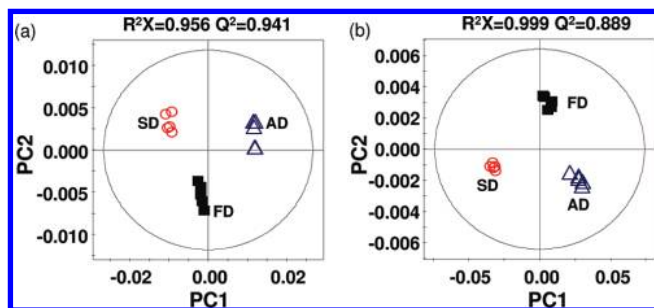 (a) R²X=0.956 Q²=0.941
0.010
0.005
0.000
-0.005
-0.010
PC2
SD
AD
FD
-0.02 0.00 0.02
PC1
(b) R²X=0.999 Q²=0.889
0.006
0.004
0.002
0.000
-0.002
-0.004
-0.006
PC2
FD
SD
AD
-0.05 0.00 0.05
PC1